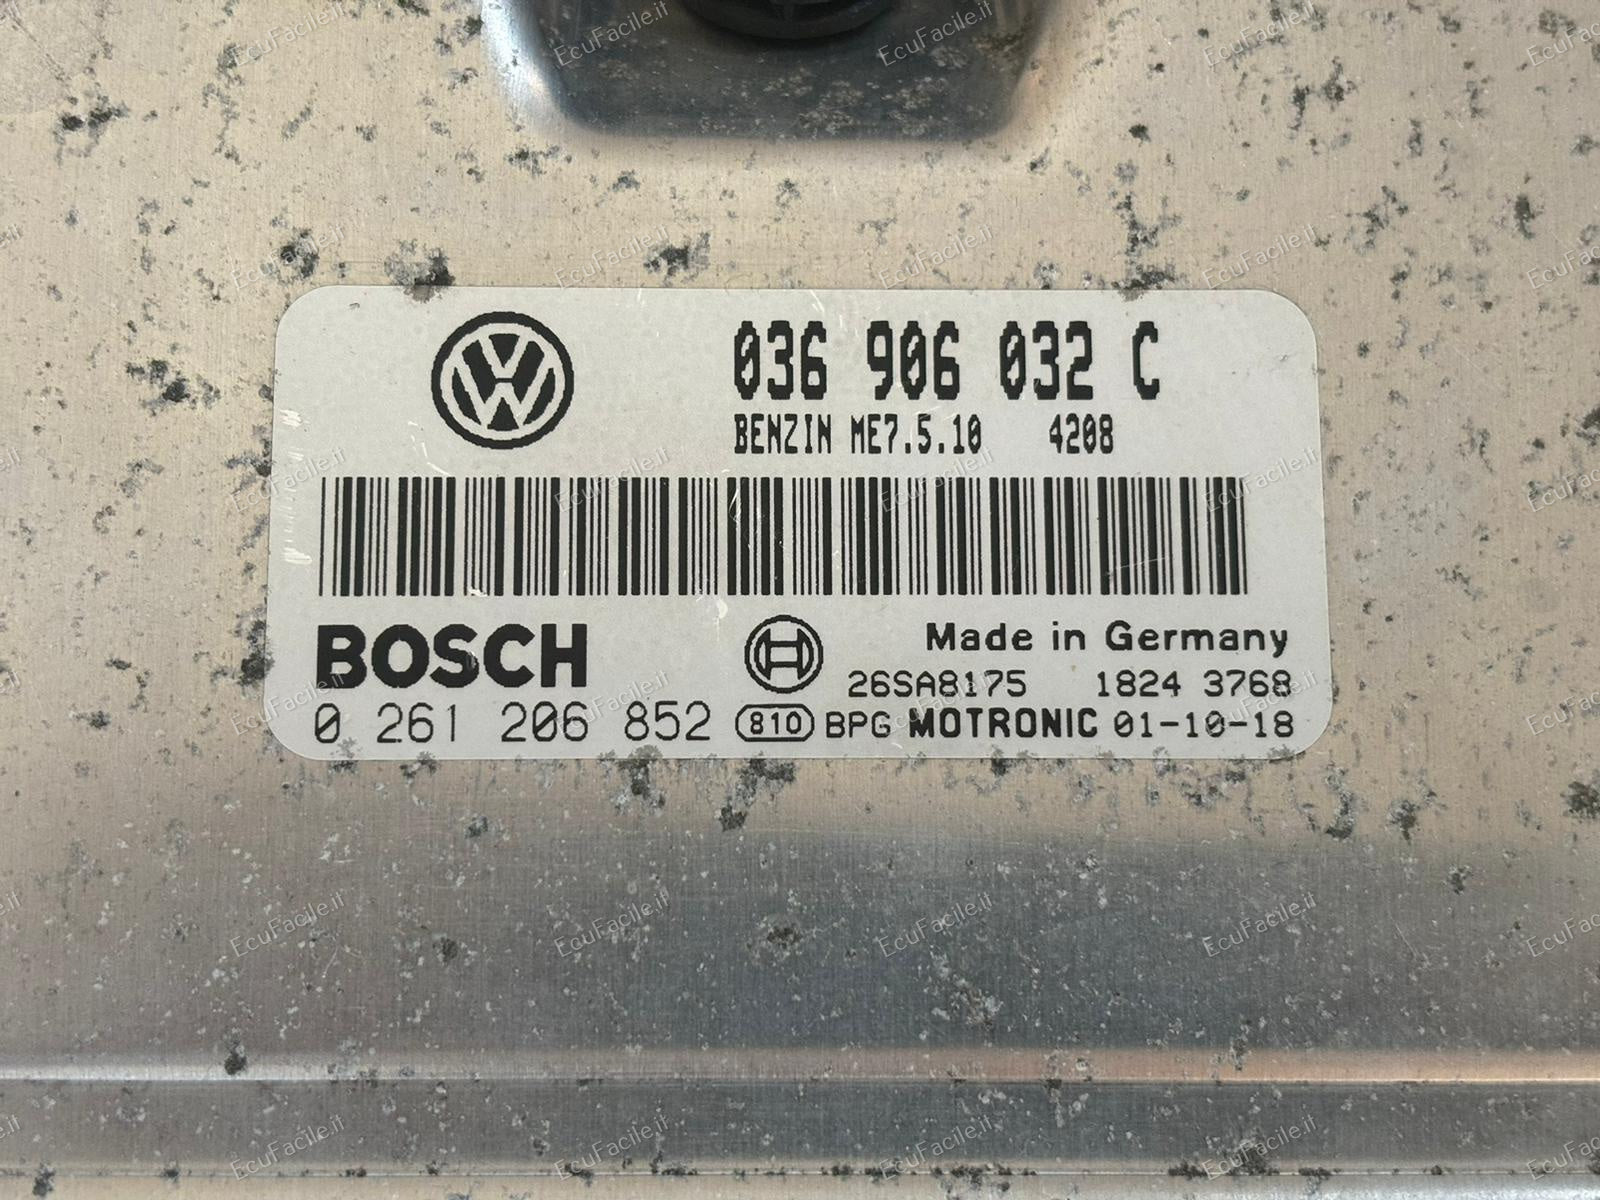 036 906 032 C
BENZIN ME7.5.10 4208
BOSCH
Made in Germany
26SA8175 1824 3768
0 261 206 852 810 BPG MOTRONIC 01-10-18
EcuFacile.it